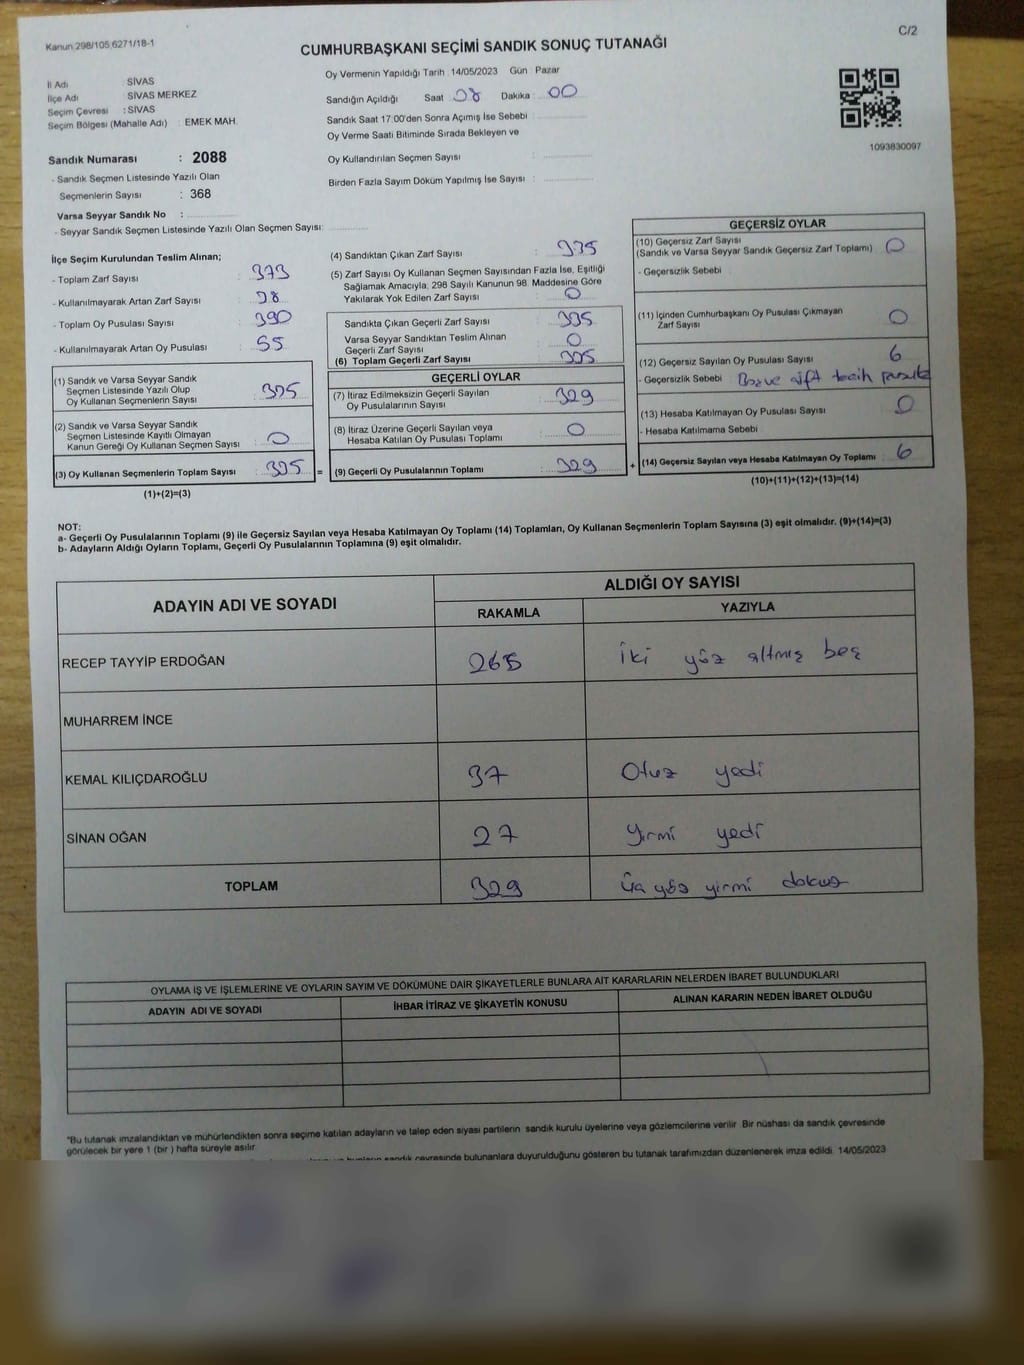 Kanun 298/105 6271/18-1
C/2
CUMHURBAŞKANI SEÇİMİ SANDIK SONUÇ TUTANAĞI
İl Adı : SİVAS
İlçe Adı SİVAS MERKEZ
Seçim Çevresi : SİVAS
Seçim Bölgesi (Mahalle Adı) : EMEK MAH.
Sandık Numarası : 2088
- Sandık Seçmen Listesinde Yazılı Olan
Seçmenlerin Sayısı : 368
Varsa Seyyar Sandık No :
- Seyyar Sandık Seçmen Listesinde Yazılı Olan Seçmen Sayısı:
Oy Vermenin Yapıldığı Tarih : 14/05/2023 Gün Pazar
Sandığın Açıldığı Saat 08 Dakika : 00
Sandık Saat 17:00'den Sonra Açımış İse Sebebi :
Oy Verme Saati Bitiminde Sırada Bekleyen ve
Oy Kullandırılan Seçmen Sayısı :
Birden Fazla Sayım Döküm Yapılmış İse Sayısı :
1093830097
İlçe Seçim Kurulundan Teslim Alınan;
- Toplam Zarf Sayısı : 373
- Kullanılmayarak Artan Zarf Sayısı : 38
- Toplam Oy Pusulası Sayısı : 390
- Kullanılmayarak Artan Oy Pusulası : 55
(1) Sandık ve Varsa Seyyar Sandık
Seçmen Listesinde Yazılı Olup
Oy Kullanan Seçmenlerin Sayısı : 335
(2) Sandık ve Varsa Seyyar Sandık
Seçmen Listesinde Kayıtlı Olmayan
Kanun Gereği Oy Kullanan Seçmen Sayısı : 0
(3) Oy Kullanan Seçmenlerin Toplam Sayısı : 335 =
(1)+(2)=(3)
(4) Sandıktan Çıkan Zarf Sayısı : 335
(5) Zarf Sayısı Oy Kullanan Seçmen Sayısından Fazla İse, Eşitliği
Sağlamak Amacıyla; 298 Sayılı Kanunun 98. Maddesine Göre
Yakılarak Yok Edilen Zarf Sayısı : 0
Sandıkta Çıkan Geçerli Zarf Sayısı : 335
Varsa Seyyar Sandıktan Teslim Alınan
Geçerli Zarf Sayısı : 0
(6) Toplam Geçerli Zarf Sayısı : 335
GEÇERLİ OYLAR
(7) İtiraz Edilmeksizin Geçerli Sayılan
Oy Pusulalarının Sayısı : 329
(8) İtiraz Üzerine Geçerli Sayılan veya
Hesaba Katılan Oy Pusulası Toplamı : 0
(9) Geçerli Oy Pusulalarının Toplamı : 329 +
GEÇERSİZ OYLAR
(10) Geçersiz Zarf Sayısı
(Sandık ve Varsa Seyyar Sandık Geçersiz Zarf Toplamı) : 0
- Geçersizlik Sebebi :
(11) İçinden Cumhurbaşkanı Oy Pusulası Çıkmayan
Zarf Sayısı : 0
(12) Geçersiz Sayılan Oy Pusulası Sayısı : 6
- Geçersizlik Sebebi : Boş ve çift tercih pusula
(13) Hesaba Katılmayan Oy Pusulası Sayısı : 0
- Hesaba Katılmama Sebebi :
(14) Geçersiz Sayılan veya Hesaba Katılmayan Oy Toplamı : 6
(10)+(11)+(12)+(13)=(14)
NOT:
a- Geçerli Oy Pusulalarının Toplamı (9) ile Geçersiz Sayılan veya Hesaba Katılmayan Oy Toplamı (14) Toplamları, Oy Kullanan Seçmenlerin Toplam Sayısına (3) eşit olmalıdır. (9)+(14)=(3)
b- Adayların Aldığı Oyların Toplamı, Geçerli Oy Pusulalarının Toplamına (9) eşit olmalıdır.
ADAYIN ADI VE SOYADI
ALDIĞI OY SAYISI
RAKAMLA YAZIYLA
RECEP TAYYİP ERDOĞAN 265 İki yüz altmış beş
MUHARREM İNCE
KEMAL KILIÇDAROĞLU 37 Otuz yedi
SİNAN OĞAN 27 Yirmi yedi
TOPLAM 329 Üç yüz yirmi dokuz
OYLAMA İŞ VE İŞLEMLERİNE VE OYLARIN SAYIM VE DÖKÜMÜNE DAİR ŞİKAYETLERLE BUNLARA AİT KARARLARIN NELERDEN İBARET BULUNDUKLARI
ADAYIN ADI VE SOYADI İHBAR İTİRAZ VE ŞİKAYETİN KONUSU ALINAN KARARIN NEDEN İBARET OLDUĞU
"Bu tutanak imzalandıktan ve mühürlendikten sonra seçime katılan adayların ve talep eden siyasi partilerin sandık kurulu üyelerine veya gözlemcilerine verilir Bir nüshası da sandık çevresinde
görülecek bir yere 1 (bir ) hafta süreyle asılır.
bunların sandık çevresinde bulunanlara duyurulduğunu gösteren bu tutanak tarafımızdan düzenlenerek imza edildi. 14/05/2023